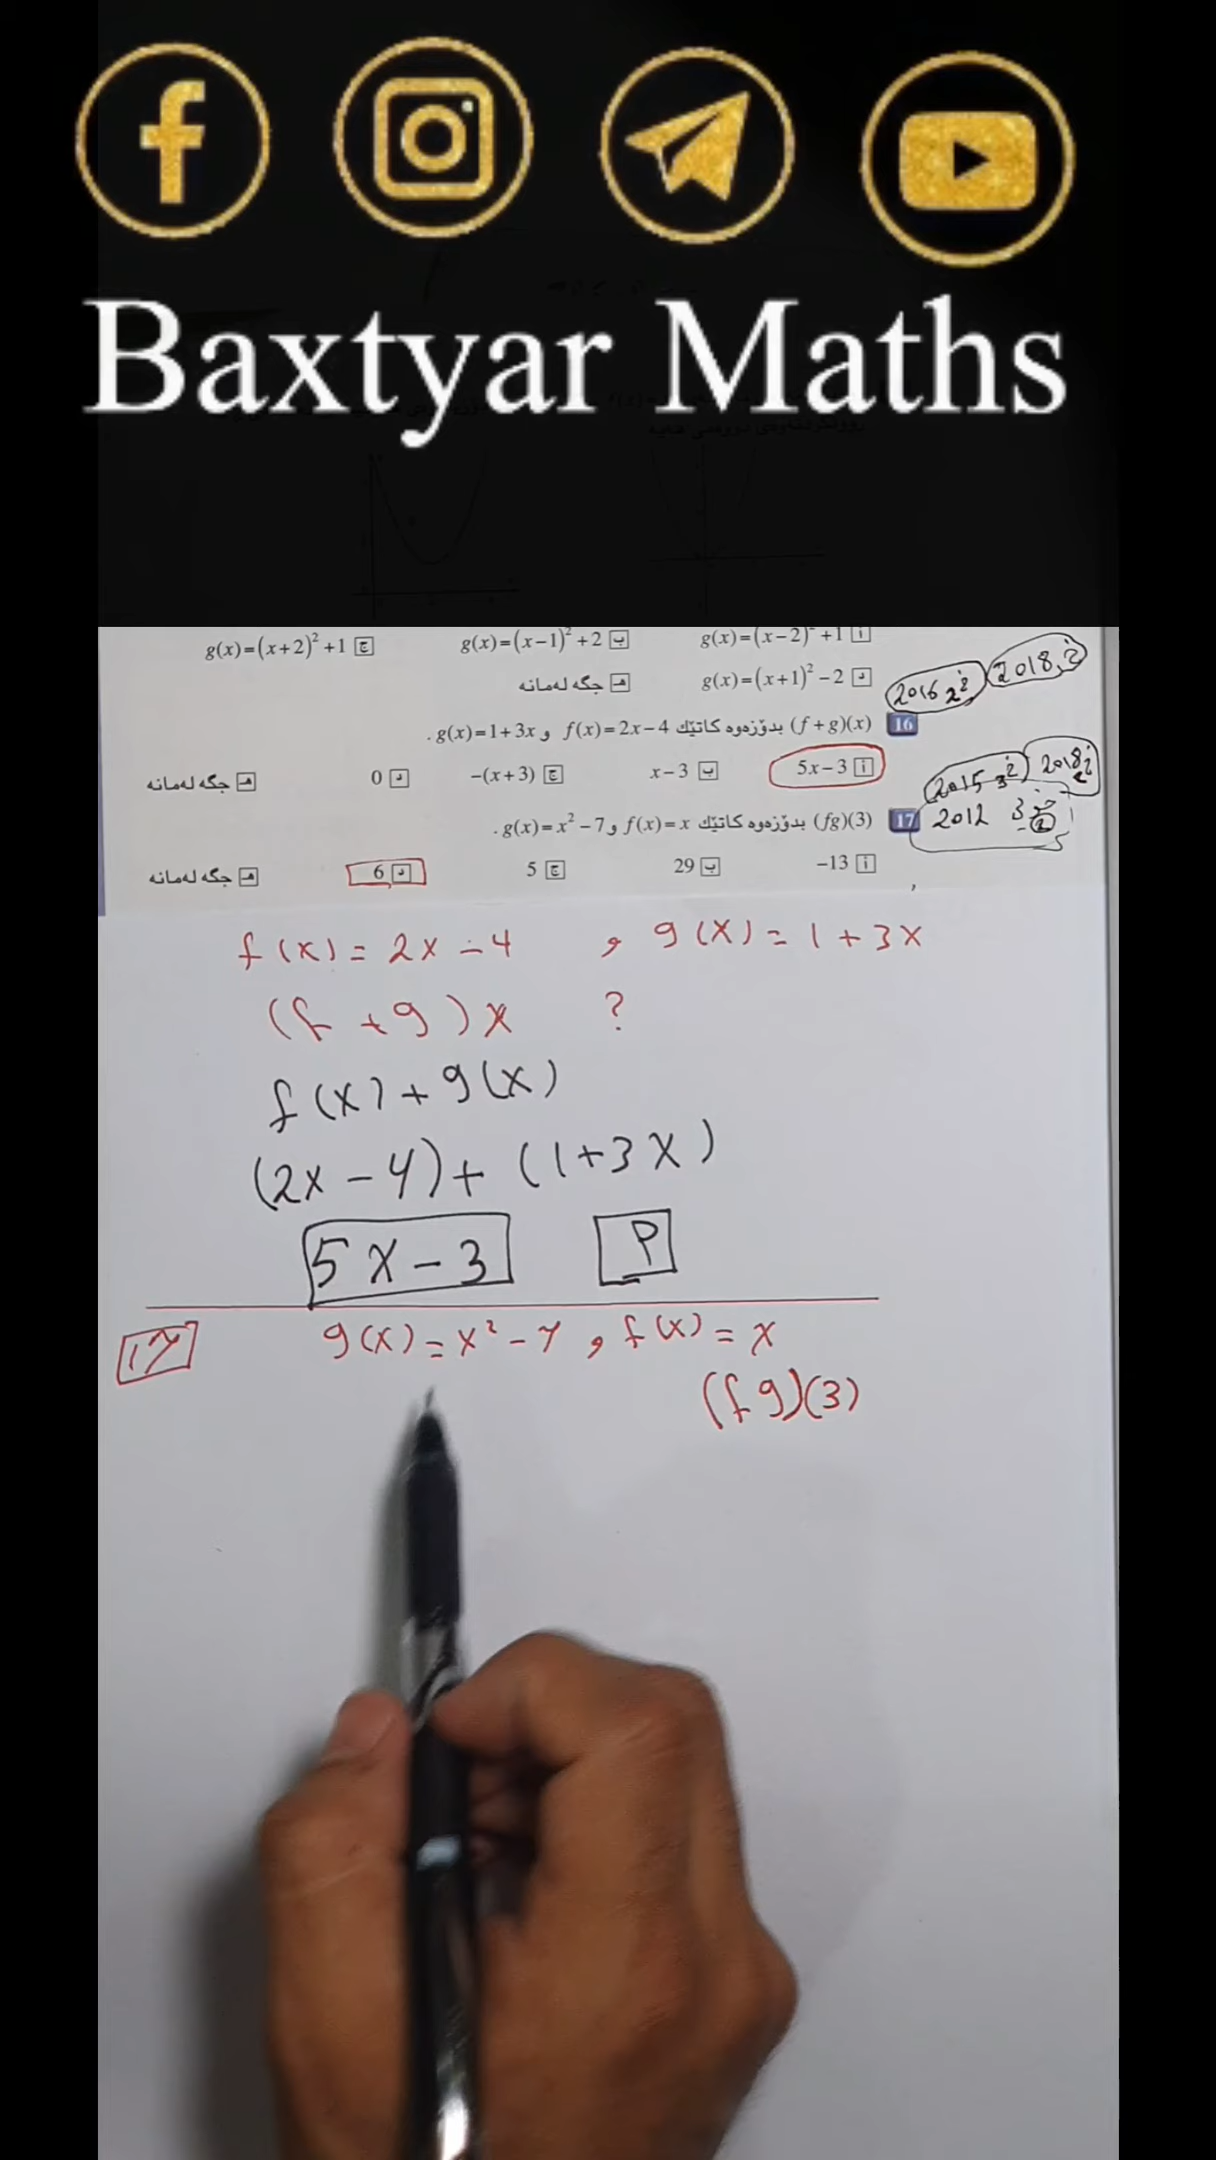 Baxtyar Maths
g(x)=(x−2)²+1 أ g(x)=(x−1)²+2 ب g(x)=(x+2)²+1 ج
g(x)=(x+1)²−2 د جگە لەمانە هـ
2016 2018
16 (f+g)(x) بدۆزەوە کاتێک f(x)=2x−4 و g(x)=1+3x.
5x−3 أ x−3 ب −(x+3) ج 0 د جگە لەمانە هـ
2015 2018
17 (fg)(3) بدۆزەوە کاتێک f(x)=x و g(x)=x²−7.
2012
−13 أ 29 ب 5 ج 6 د جگە لەمانە هـ
f(x)=2x−4 , g(x)=1+3x
(f+g)x ?
f(x)+g(x)
(2x−4)+(1+3x)
5x−3 أ
17 g(x)=x²−7 , f(x)=x
(fg)(3)